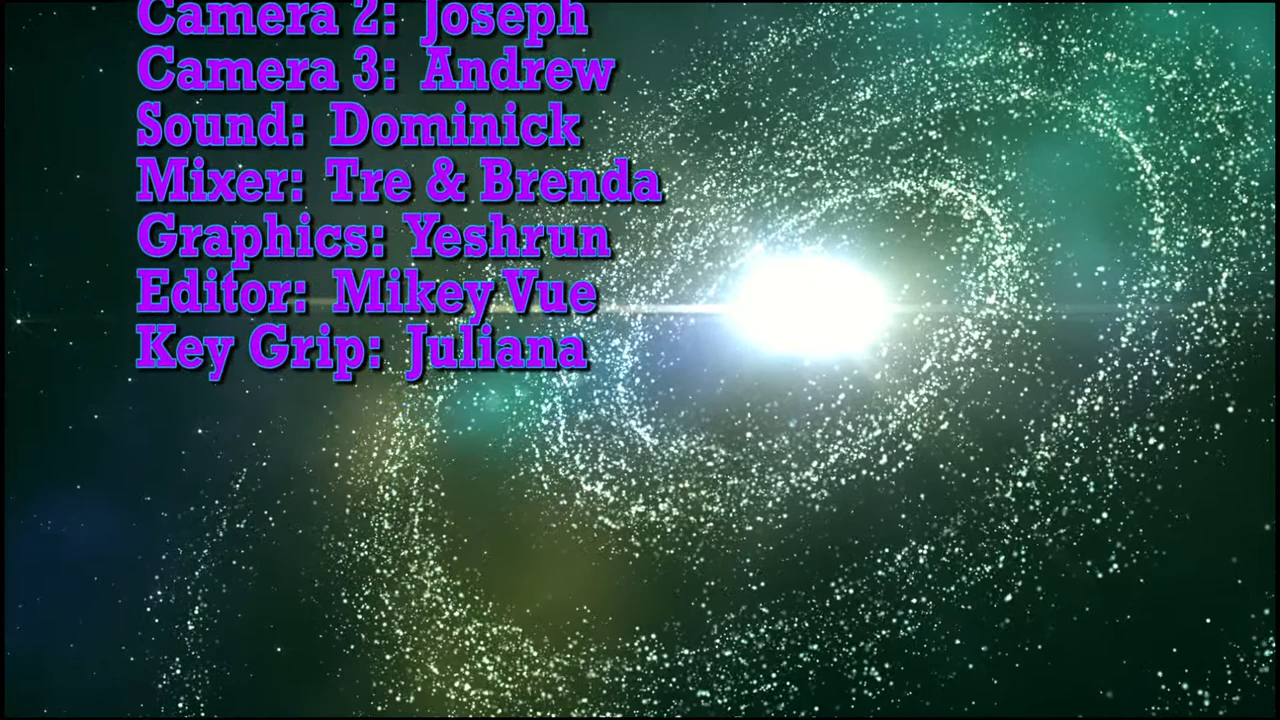 Camera 2: Joseph
Camera 3: Andrew
Sound: Dominick
Mixer: Tre & Brenda
Graphics: Yeshrun
Editor: Mikey Vue
Key Grip: Juliana